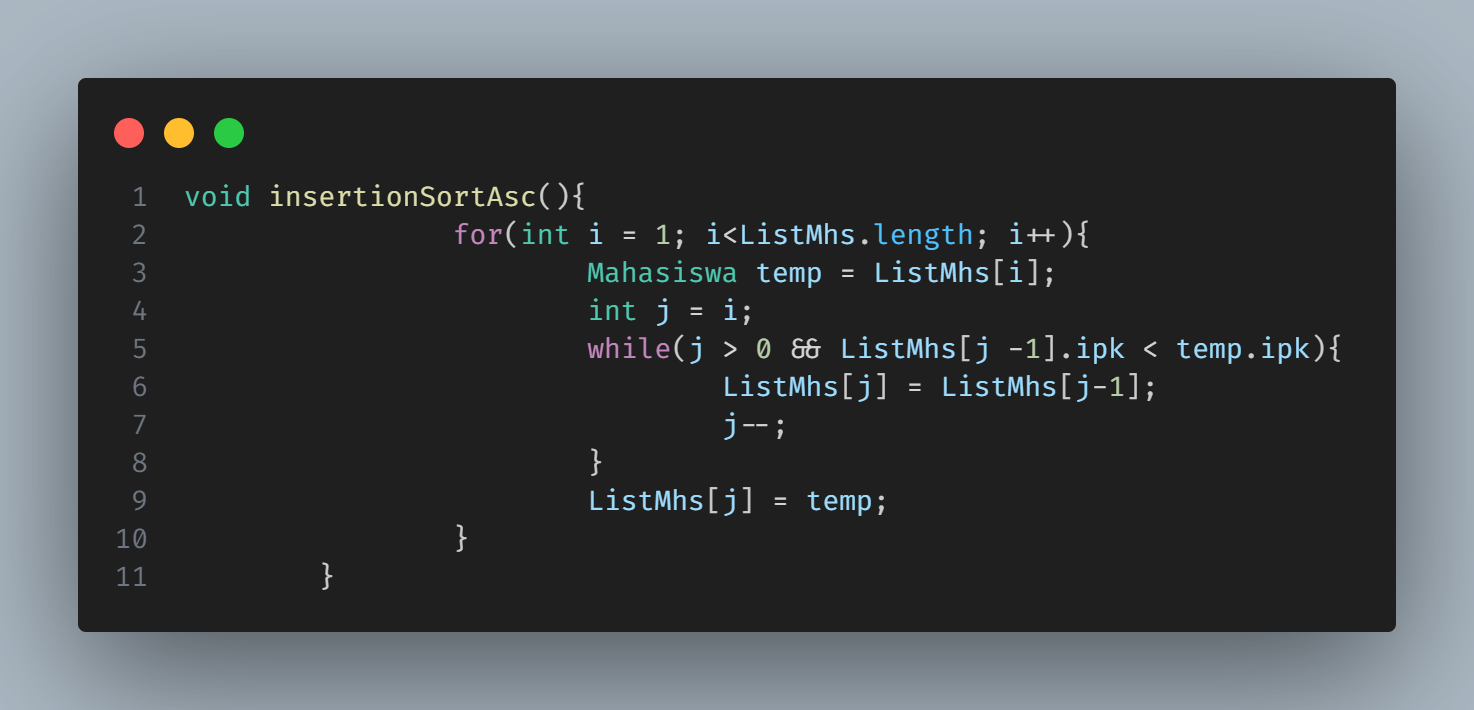 1 void insertionSortAsc(){
2 for(int i = 1; i<ListMhs.length; i++){
3 Mahasiswa temp = ListMhs[i];
4 int j = i;
5 while(j > 0 && ListMhs[j -1].ipk < temp.ipk){
6 ListMhs[j] = ListMhs[j-1];
7 j--;
8 }
9 ListMhs[j] = temp;
10 }
11 }